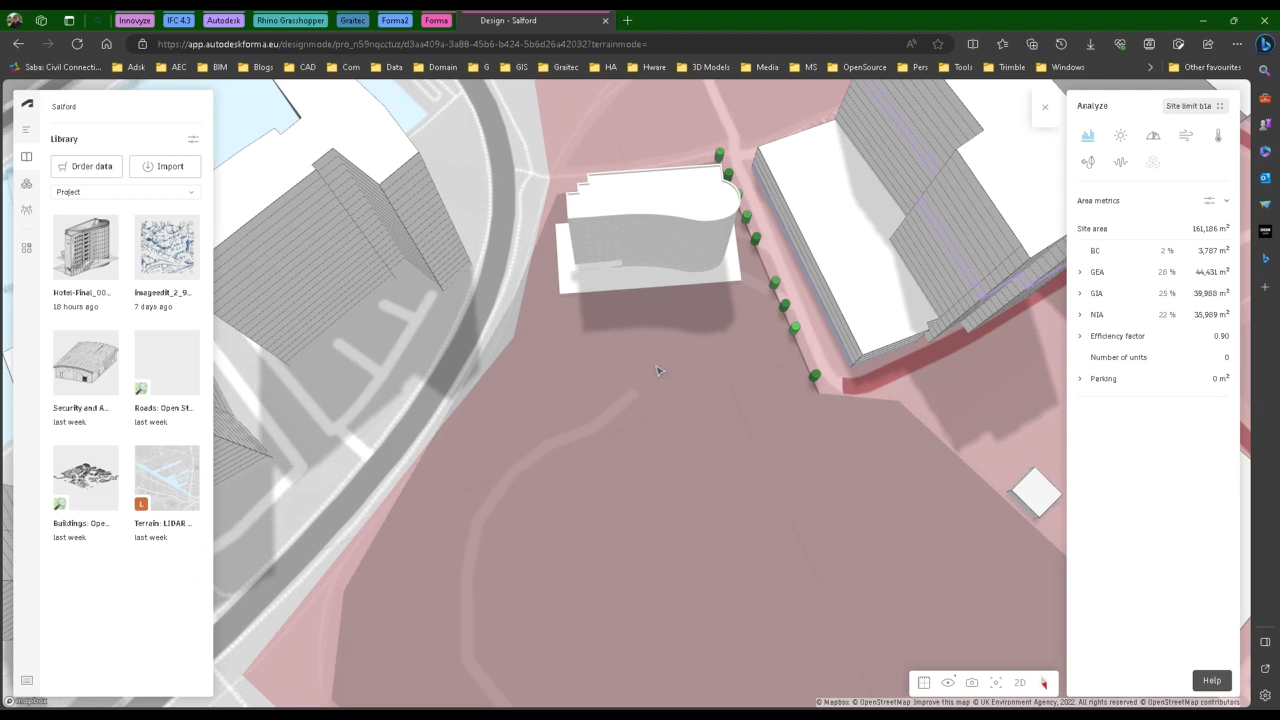 Innovyze
IFC 4.3
Autodesk
Rhino Grasshopper
Graitec
Forma2
Forma
Design - Salford
https://app.autodeskforma.eu/designmode/pro_n59nqcctuz/d3aa409a-3a88-45b6-b424-5b6d26a42032?terrainmode=
Saba: Civil Connecti...
Adsk
AEC
BIM
Blogs
CAD
Com
Data
Domain
G
GIS
Graitec
HA
Hware
3D Models
Media
MS
OpenSource
Pers
Tools
Trimble
Windows
Other favourites
Salford
Library
Order data
Import
Project
Hotel-Final_00...
18 hours ago
imageedit_2_9...
7 days ago
Security and A...
last week
Roads: Open St...
last week
L
Buildings: Ope...
last week
Terrain: LIDAR ...
last week
Analyze
Site limit b1a
Area metrics
Site area 161,186 m²
BC 2 % 3,787 m²
GEA 28 % 44,431 m²
GIA 25 % 39,988 m²
NIA 22 % 35,989 m²
Efficiency factor 0.90
Number of units 0
Parking 0 m²
2D
Help
mapbox
© Mapbox © OpenStreetMap Improve this map © UK Environment Agency, 2022. All rights reserved © OpenStreetMap contributors